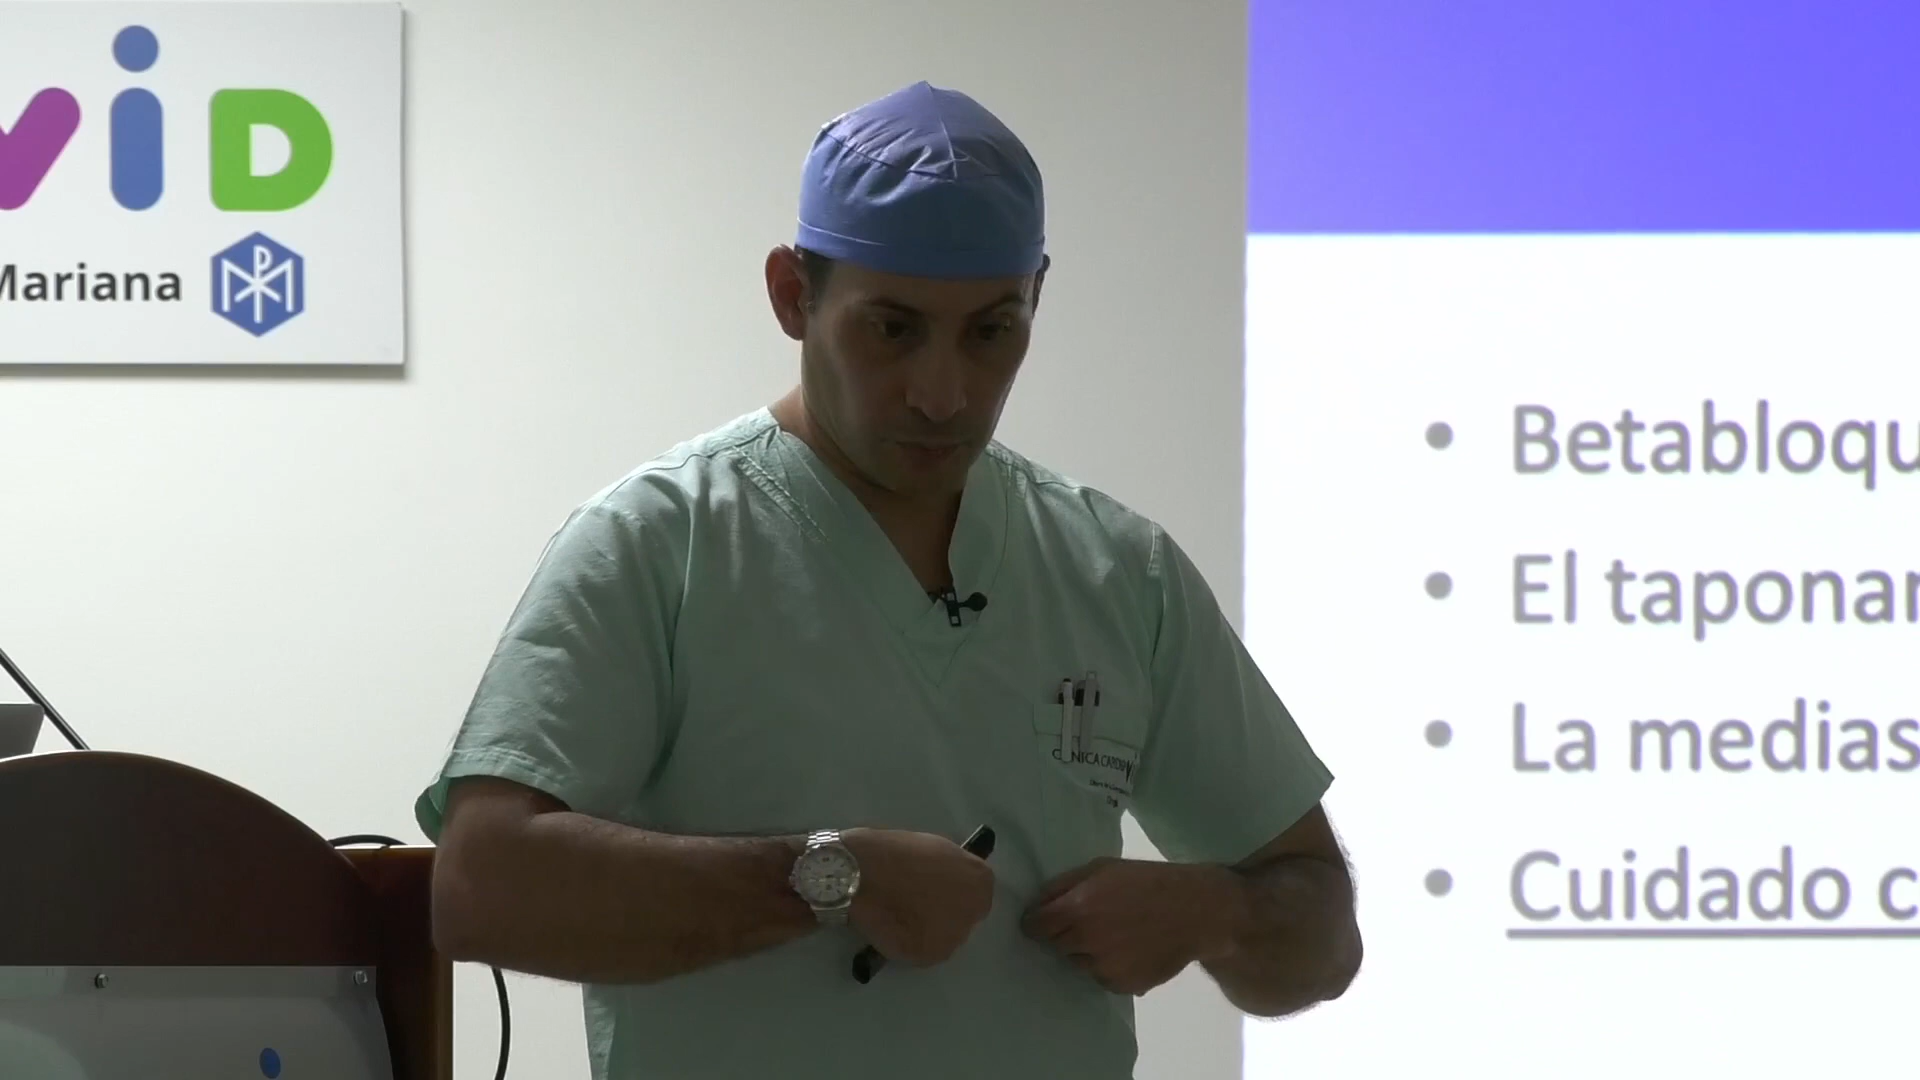 ViD
Mariana
Betabloqu
El taponar
La medias
Cuidado c